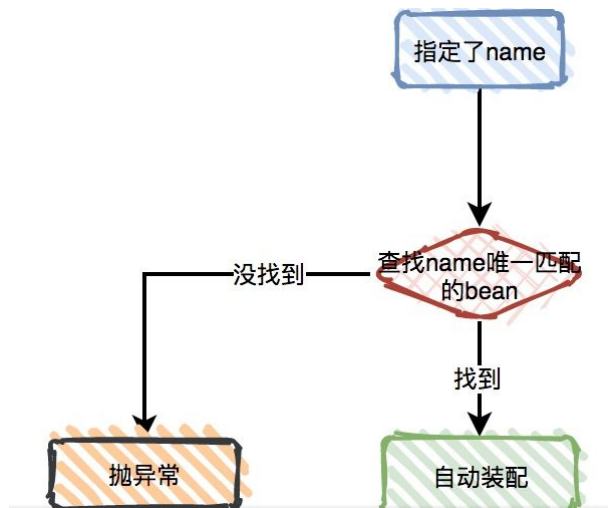 指定了name
查找name唯一匹配
的bean
没找到
找到
抛异常
自动装配